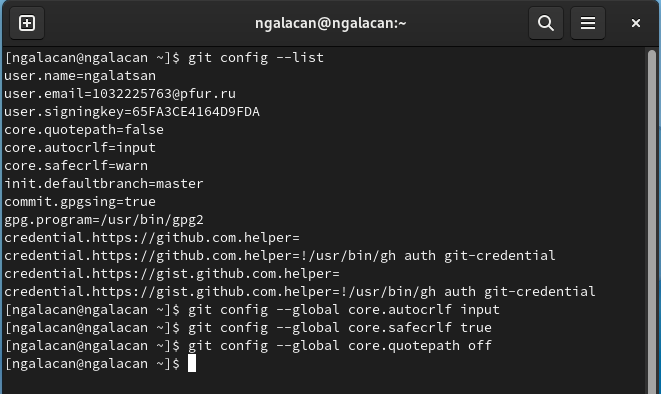 ngalacan@ngalacan:~
[ngalacan@ngalacan ~]$ git config --list
user.name=ngalatsan
user.email=1032225763@pfur.ru
user.signingkey=65FA3CE4164D9FDA
core.quotepath=false
core.autocrlf=input
core.safecrlf=warn
init.defaultbranch=master
commit.gpgsing=true
gpg.program=/usr/bin/gpg2
credential.https://github.com.helper=
credential.https://github.com.helper=!/usr/bin/gh auth git-credential
credential.https://gist.github.com.helper=
credential.https://gist.github.com.helper=!/usr/bin/gh auth git-credential
[ngalacan@ngalacan ~]$ git config --global core.autocrlf input
[ngalacan@ngalacan ~]$ git config --global core.safecrlf true
[ngalacan@ngalacan ~]$ git config --global core.quotepath off
[ngalacan@ngalacan ~]$